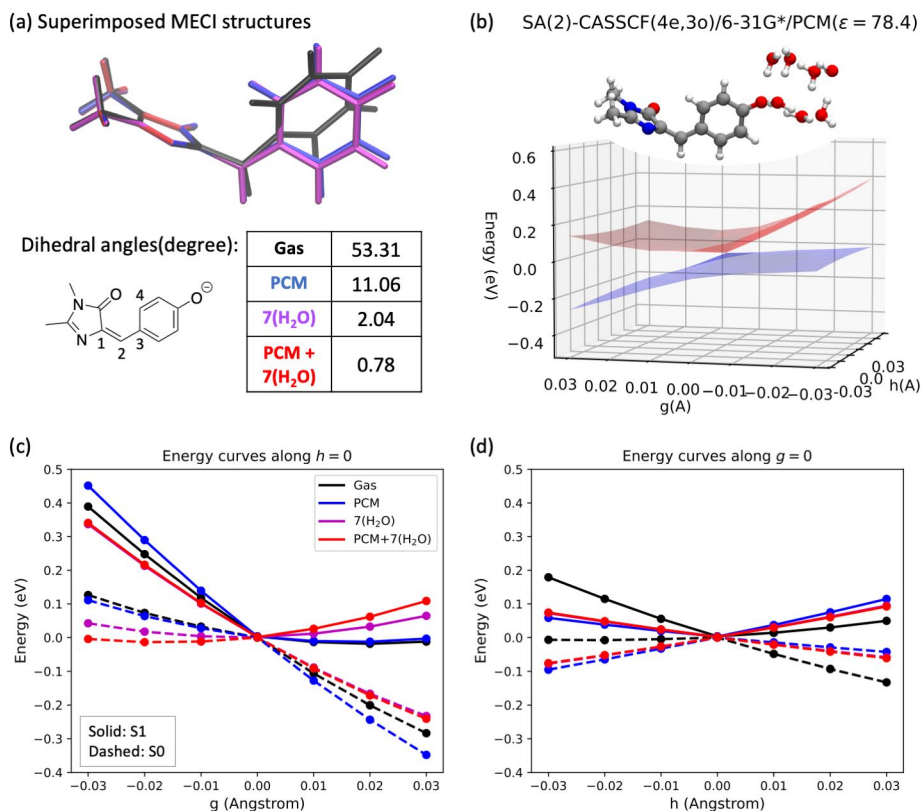 (a) Superimposed MECI structures
Dihedral angles(degree):
Gas 53.31
PCM 11.06
7(H₂O) 2.04
PCM + 7(H₂O) 0.78
N
O
N
1
2
3
4
O⊖
(b) SA(2)-CASSCF(4e,3o)/6-31G*/PCM(ε = 78.4)
Energy (eV)
0.6
0.4
0.2
0.0
−0.2
−0.4
0.03 0.02 0.01 0.00 −0.01 −0.02 −0.03
g(A)
−0.03 0.0 0.03
h(A)
(c)
Energy curves along h = 0
Energy (eV)
0.5
0.4
0.3
0.2
0.1
0.0
−0.1
−0.2
−0.3
−0.4
Gas
PCM
7(H₂O)
PCM+7(H₂O)
Solid: S1
Dashed: S0
−0.03 −0.02 −0.01 0.00 0.01 0.02 0.03
g (Angstrom)
(d)
Energy curves along g = 0
Energy (eV)
0.5
0.4
0.3
0.2
0.1
0.0
−0.1
−0.2
−0.3
−0.4
−0.03 −0.02 −0.01 0.00 0.01 0.02 0.03
h (Angstrom)